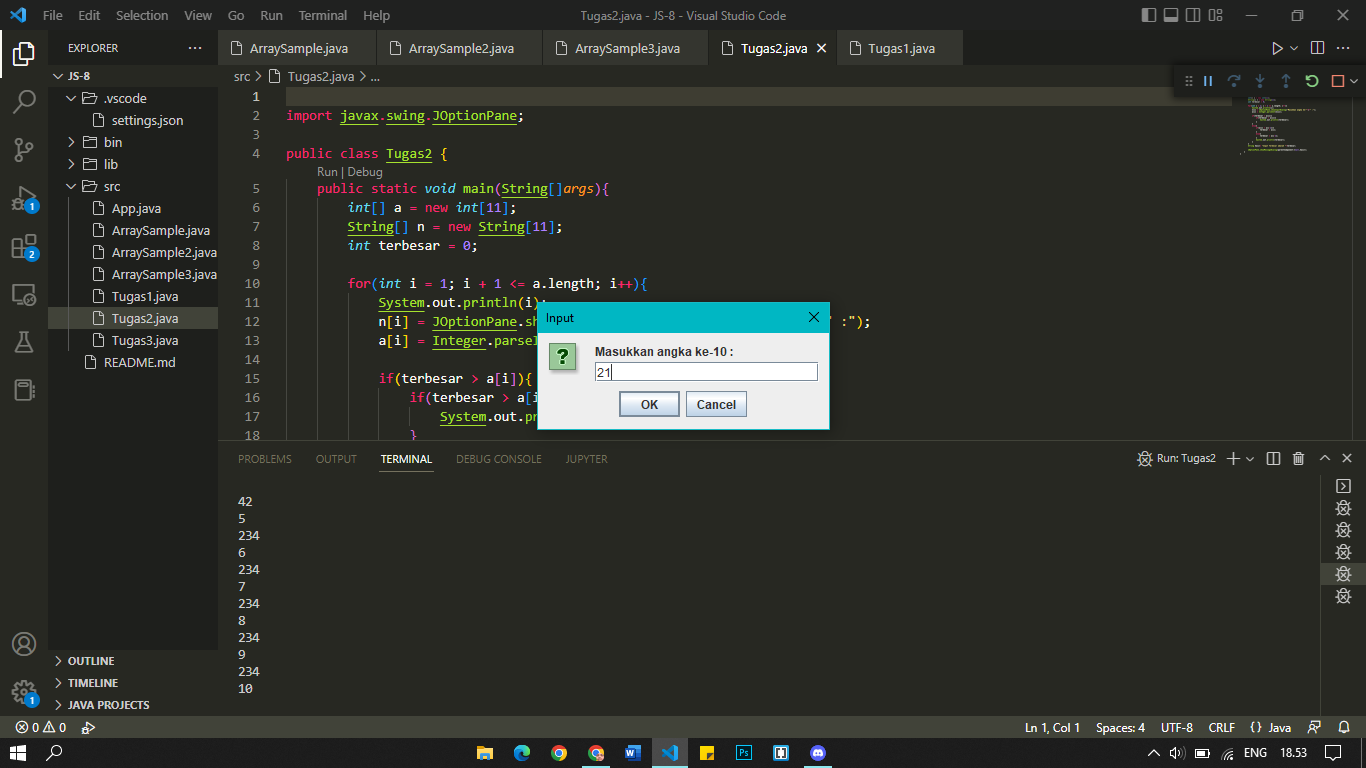 File Edit Selection View Go Run Terminal Help Tugas2.java - JS-8 - Visual Studio Code
EXPLORER
JS-8
.vscode
settings.json
bin
lib
src
App.java
ArraySample.java
ArraySample2.java
ArraySample3.java
Tugas1.java
Tugas2.java
Tugas3.java
README.md
OUTLINE
TIMELINE
JAVA PROJECTS
1
2
1
ArraySample.java ArraySample2.java ArraySample3.java Tugas2.java Tugas1.java
src > Tugas2.java > ...
1
2 import javax.swing.JOptionPane;
3
4 public class Tugas2 {
Run | Debug
5 public static void main(String[]args){
6 int[] a = new int[11];
7 String[] n = new String[11];
8 int terbesar = 0;
9
10 for(int i = 1; i + 1 <= a.length; i++){
11 System.out.println(i);
12 n[i] = JOptionPane.sh " :");
13 a[i] = Integer.parseI
14
15 if(terbesar > a[i]){
16 if(terbesar > a[i
17 System.out.pr
18 }
Input
Masukkan angka ke-10 :
21
OK Cancel
PROBLEMS OUTPUT TERMINAL DEBUG CONSOLE JUPYTER Run: Tugas2
42
5
234
6
234
7
234
8
234
9
234
10
0 0 Ln 1, Col 1 Spaces: 4 UTF-8 CRLF {} Java
ENG 18.53